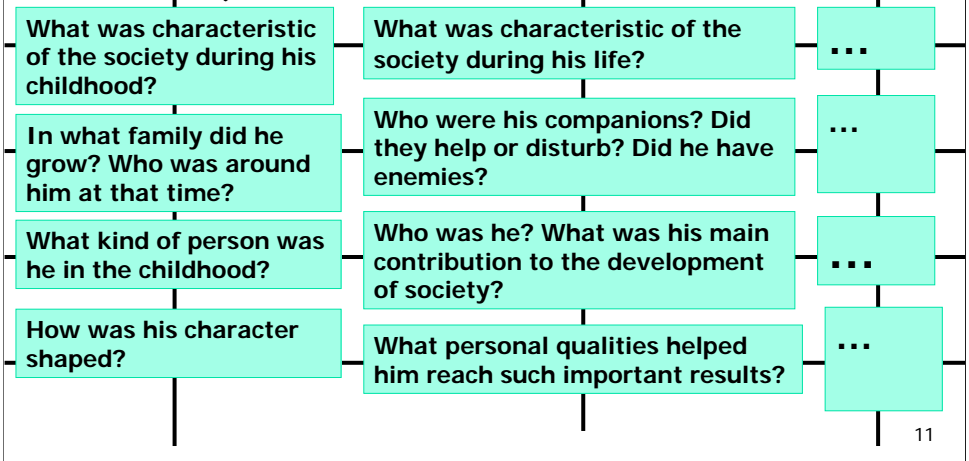 What was characteristic
of the society during his
childhood?
What was characteristic of the
society during his life?
...
In what family did he
grow? Who was around
him at that time?
Who were his companions? Did
they help or disturb? Did he have
enemies?
...
What kind of person was
he in the childhood?
Who was he? What was his main
contribution to the development
of society?
...
How was his character
shaped?
What personal qualities helped
him reach such important results?
...
11